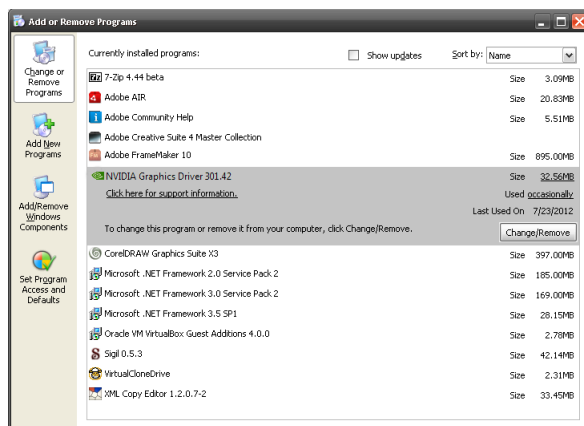 Add or Remove Programs
Change or
Remove
Programs
Add New
Programs
Add/Remove
Windows
Components
Set Program
Access and
Defaults
Currently installed programs: Show updates Sort by: Name
7-Zip 4.44 beta Size 3.09MB
Adobe AIR Size 20.83MB
Adobe Community Help Size 5.51MB
Adobe Creative Suite 4 Master Collection
Adobe FrameMaker 10 Size 895.00MB
NVIDIA Graphics Driver 301.42 Size 32.56MB
Click here for support information. Used occasionally
Last Used On 7/23/2012
To change this program or remove it from your computer, click Change/Remove. Change/Remove
CorelDRAW Graphics Suite X3 Size 397.00MB
Microsoft .NET Framework 2.0 Service Pack 2 Size 185.00MB
Microsoft .NET Framework 3.0 Service Pack 2 Size 169.00MB
Microsoft .NET Framework 3.5 SP1 Size 28.15MB
Oracle VM VirtualBox Guest Additions 4.0.0 Size 2.78MB
Sigil 0.5.3 Size 42.14MB
VirtualCloneDrive Size 2.31MB
XML Copy Editor 1.2.0.7-2 Size 33.45MB